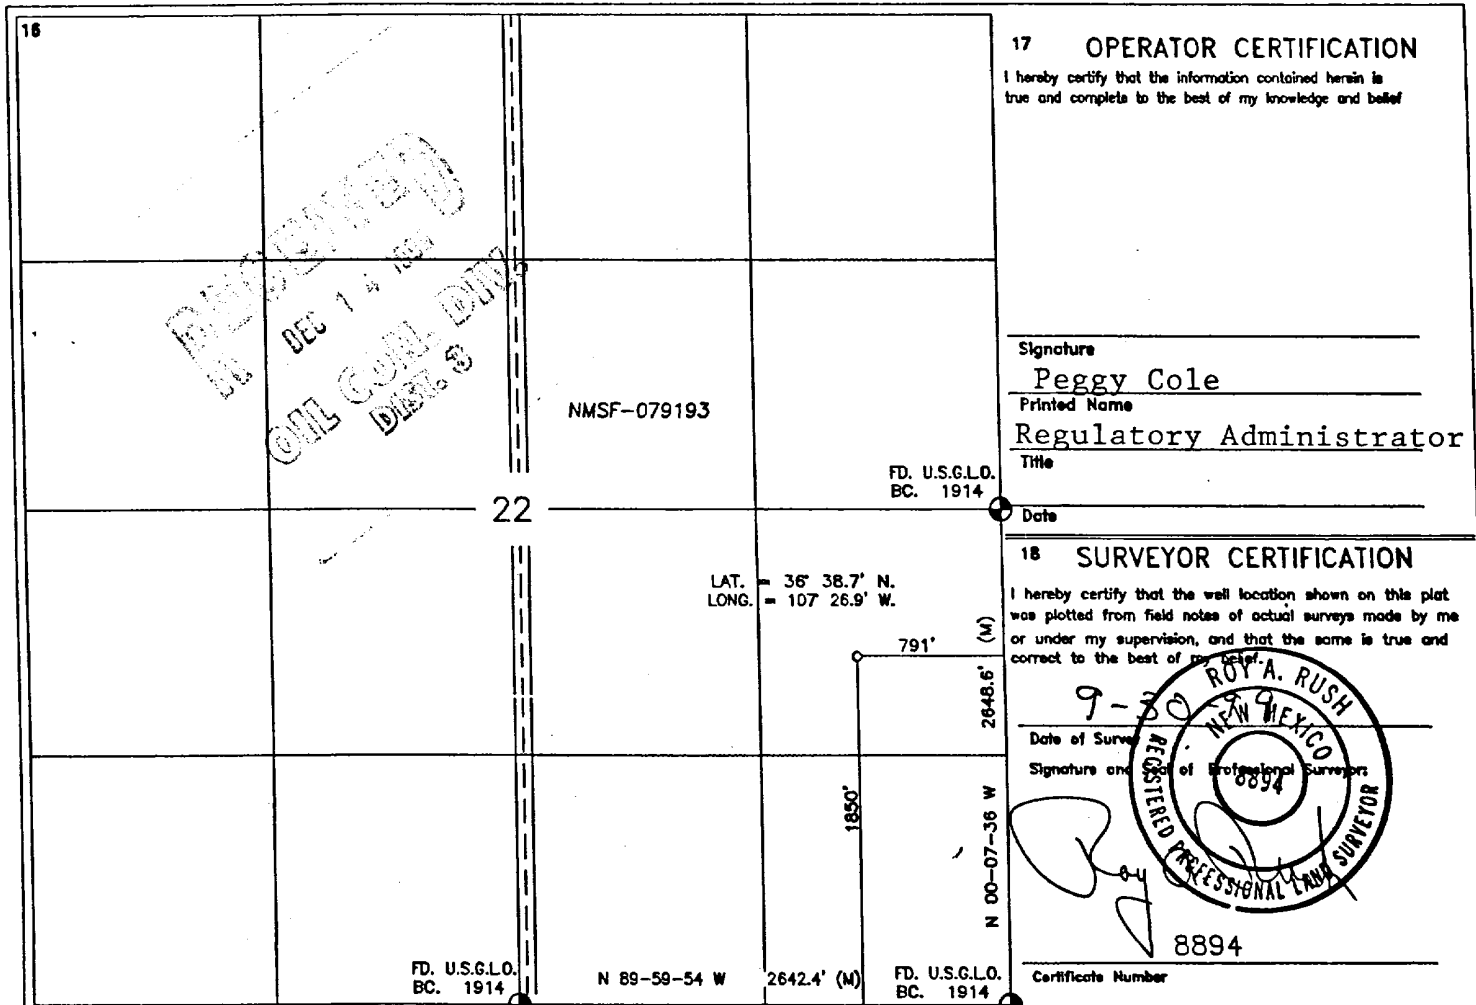 16
RECEIVED
DEC 14
OIL CON. DIV.
DIST. 3
NMSF-079193
FD. U.S.G.L.O.
BC. 1914
22
LAT. = 36° 38.7' N.
LONG. = 107° 26.9' W.
791'
1850'
2648.6' (M)
N 00-07-36 W
FD. U.S.G.L.O.
BC. 1914
N 89-59-54 W 2642.4' (M)
FD. U.S.G.L.O.
BC. 1914
17 OPERATOR CERTIFICATION
I hereby certify that the information contained herein is
true and complete to the best of my knowledge and belief
Signature
Peggy Cole
Printed Name
Regulatory Administrator
Title
Date
18 SURVEYOR CERTIFICATION
I hereby certify that the well location shown on this plat
was plotted from field notes of actual surveys made by me
or under my supervision, and that the same is true and
correct to the best of my belief.
9-30-99
Date of Survey
Signature and Seal of Professional Surveyor:
ROY A. RUSH
REGISTERED PROFESSIONAL LAND SURVEYOR
NEW MEXICO
8894
Roy A. Rush
8894
Certificate Number